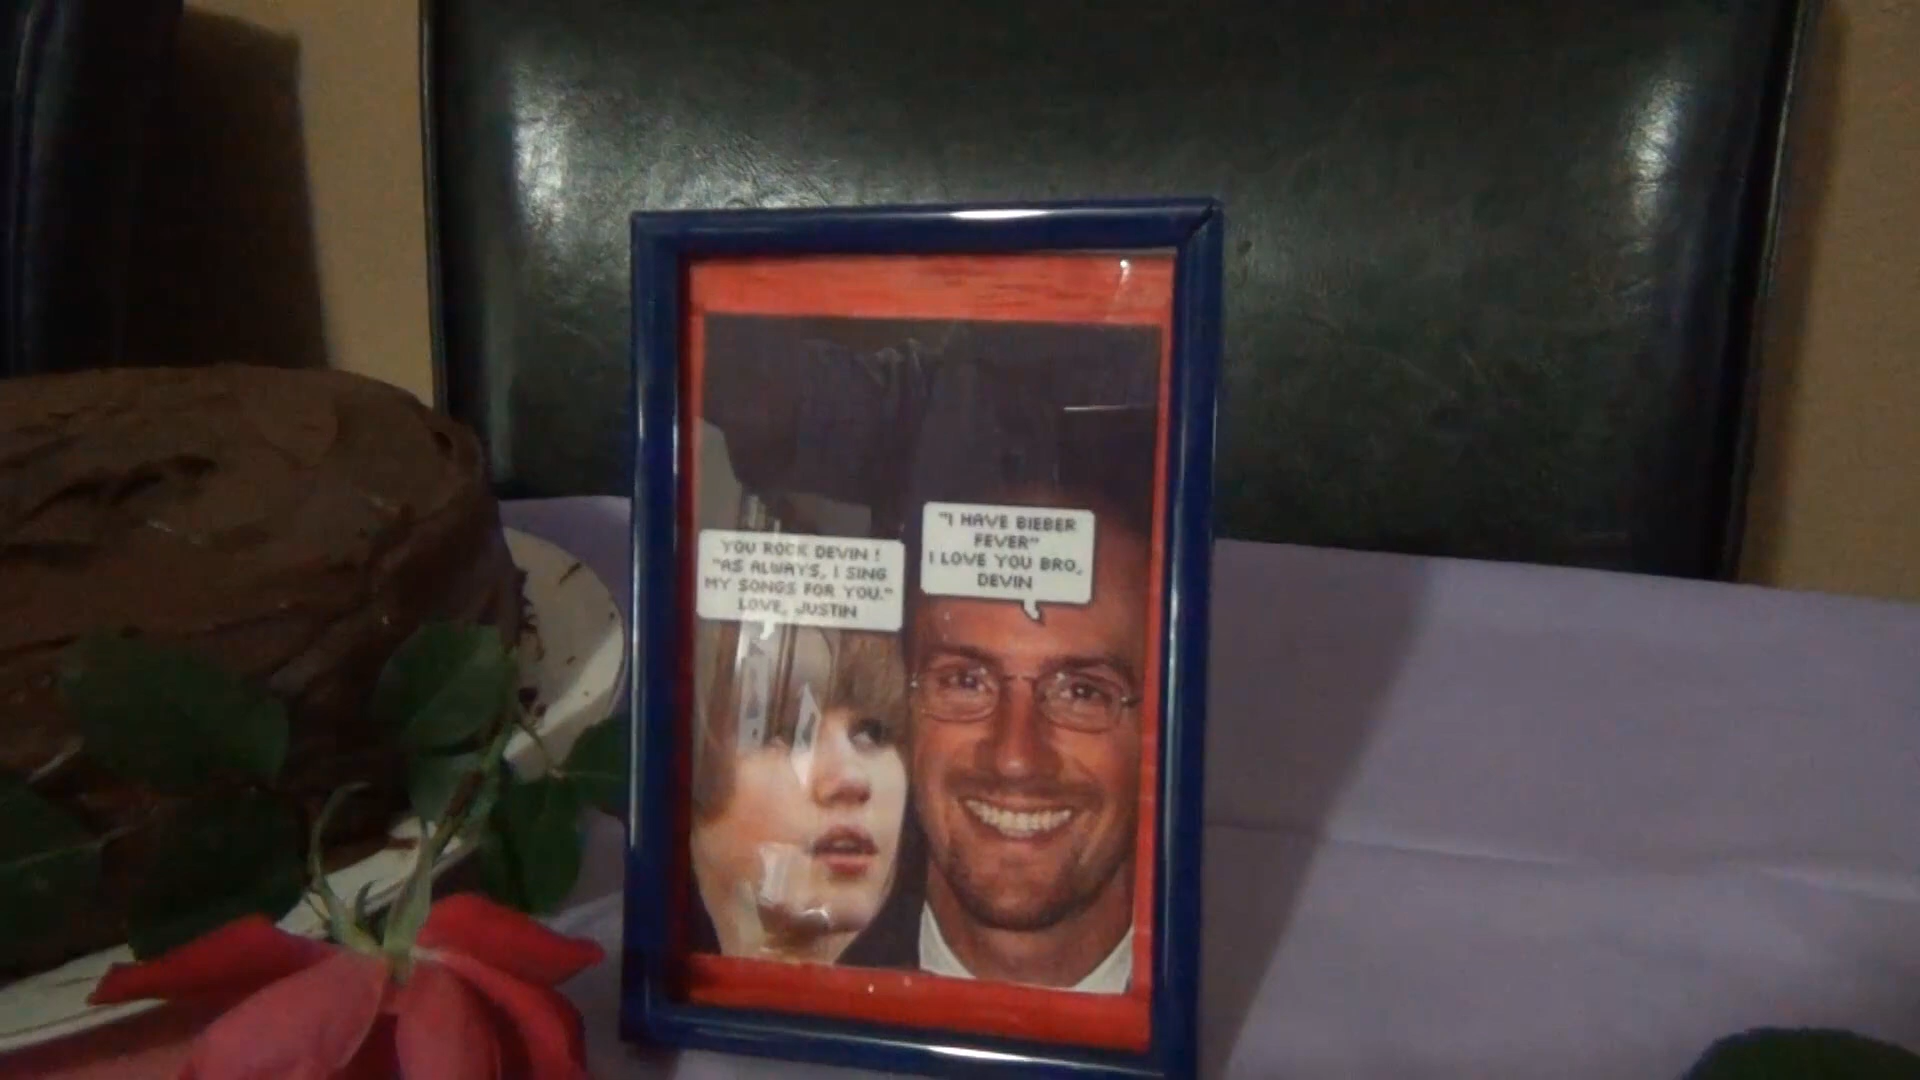 YOU ROCK DEVIN !
"AS ALWAYS, I SING
MY SONGS FOR YOU."
LOVE, JUSTIN
"I HAVE BIEBER
FEVER"
I LOVE YOU BRO,
DEVIN